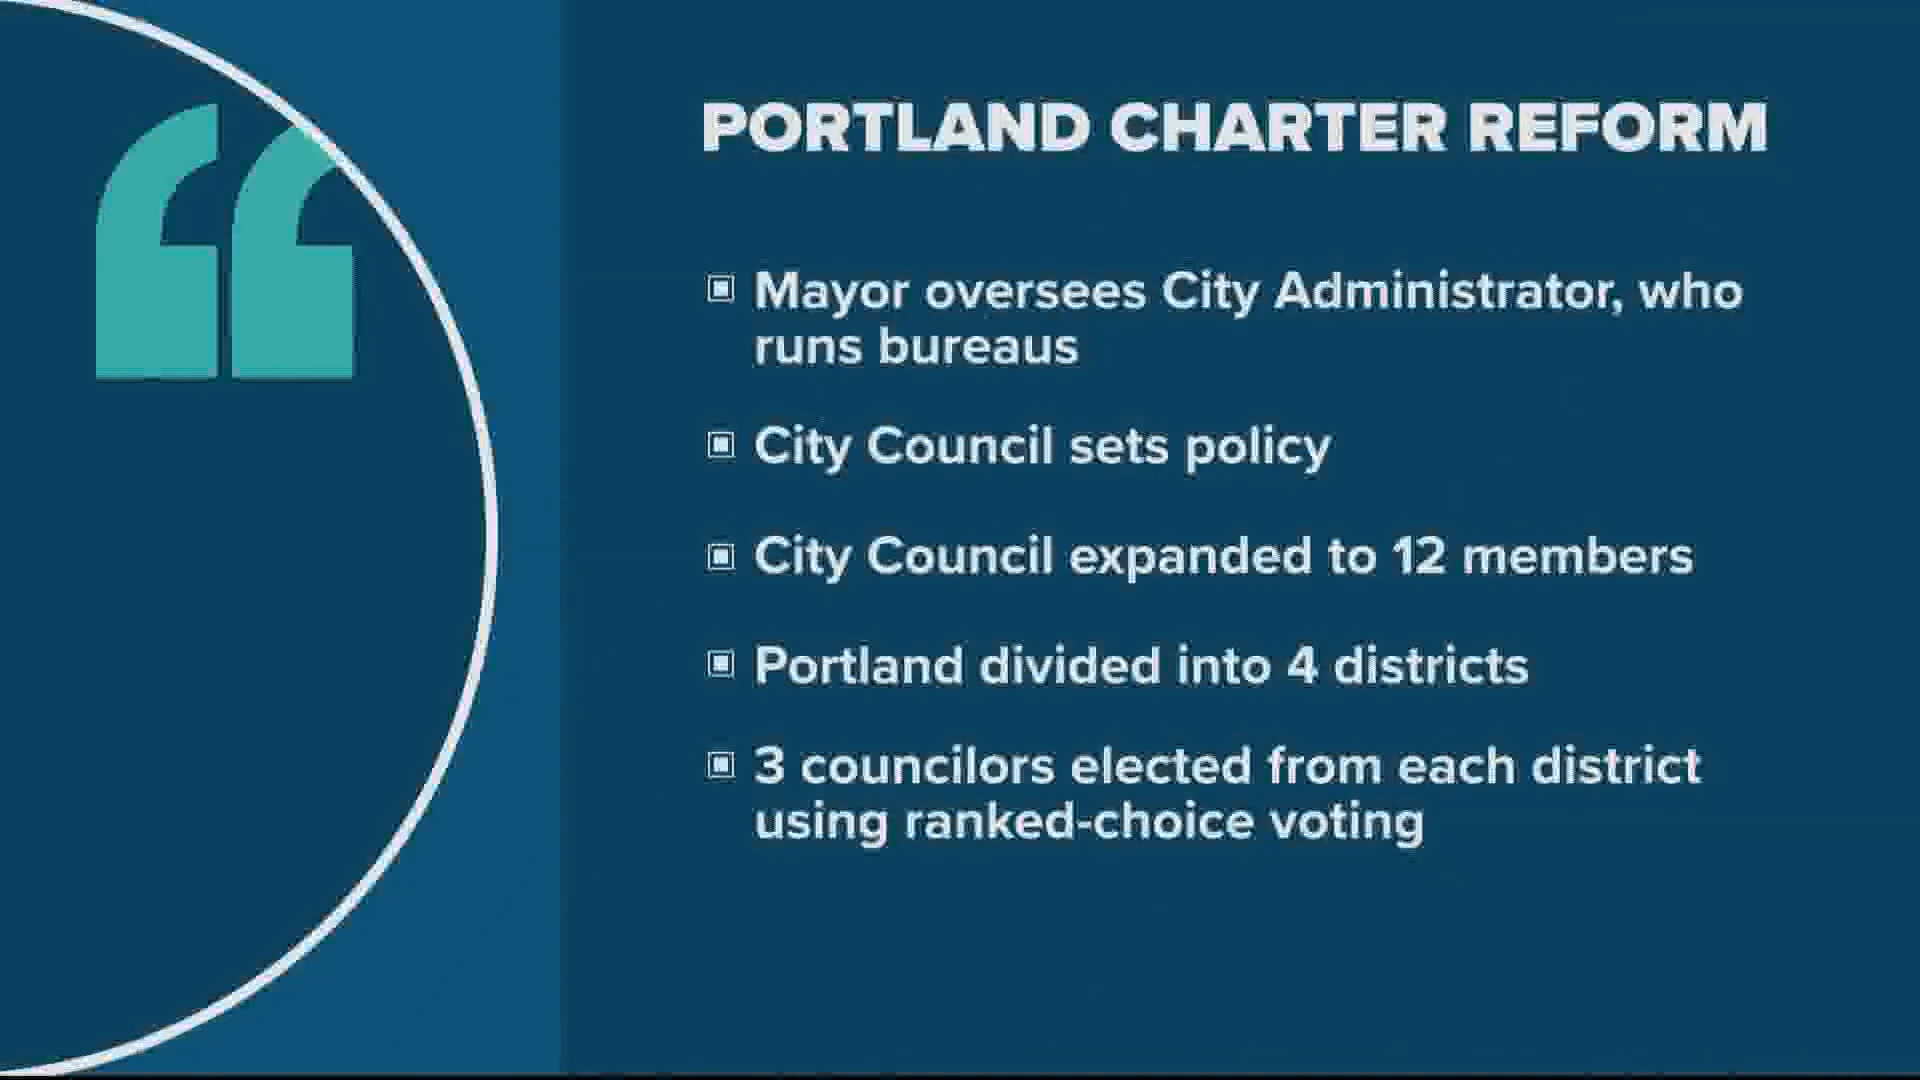 PORTLAND CHARTER REFORM
Mayor oversees City Administrator, who
runs bureaus
City Council sets policy
City Council expanded to 12 members
Portland divided into 4 districts
3 councilors elected from each district
using ranked-choice voting